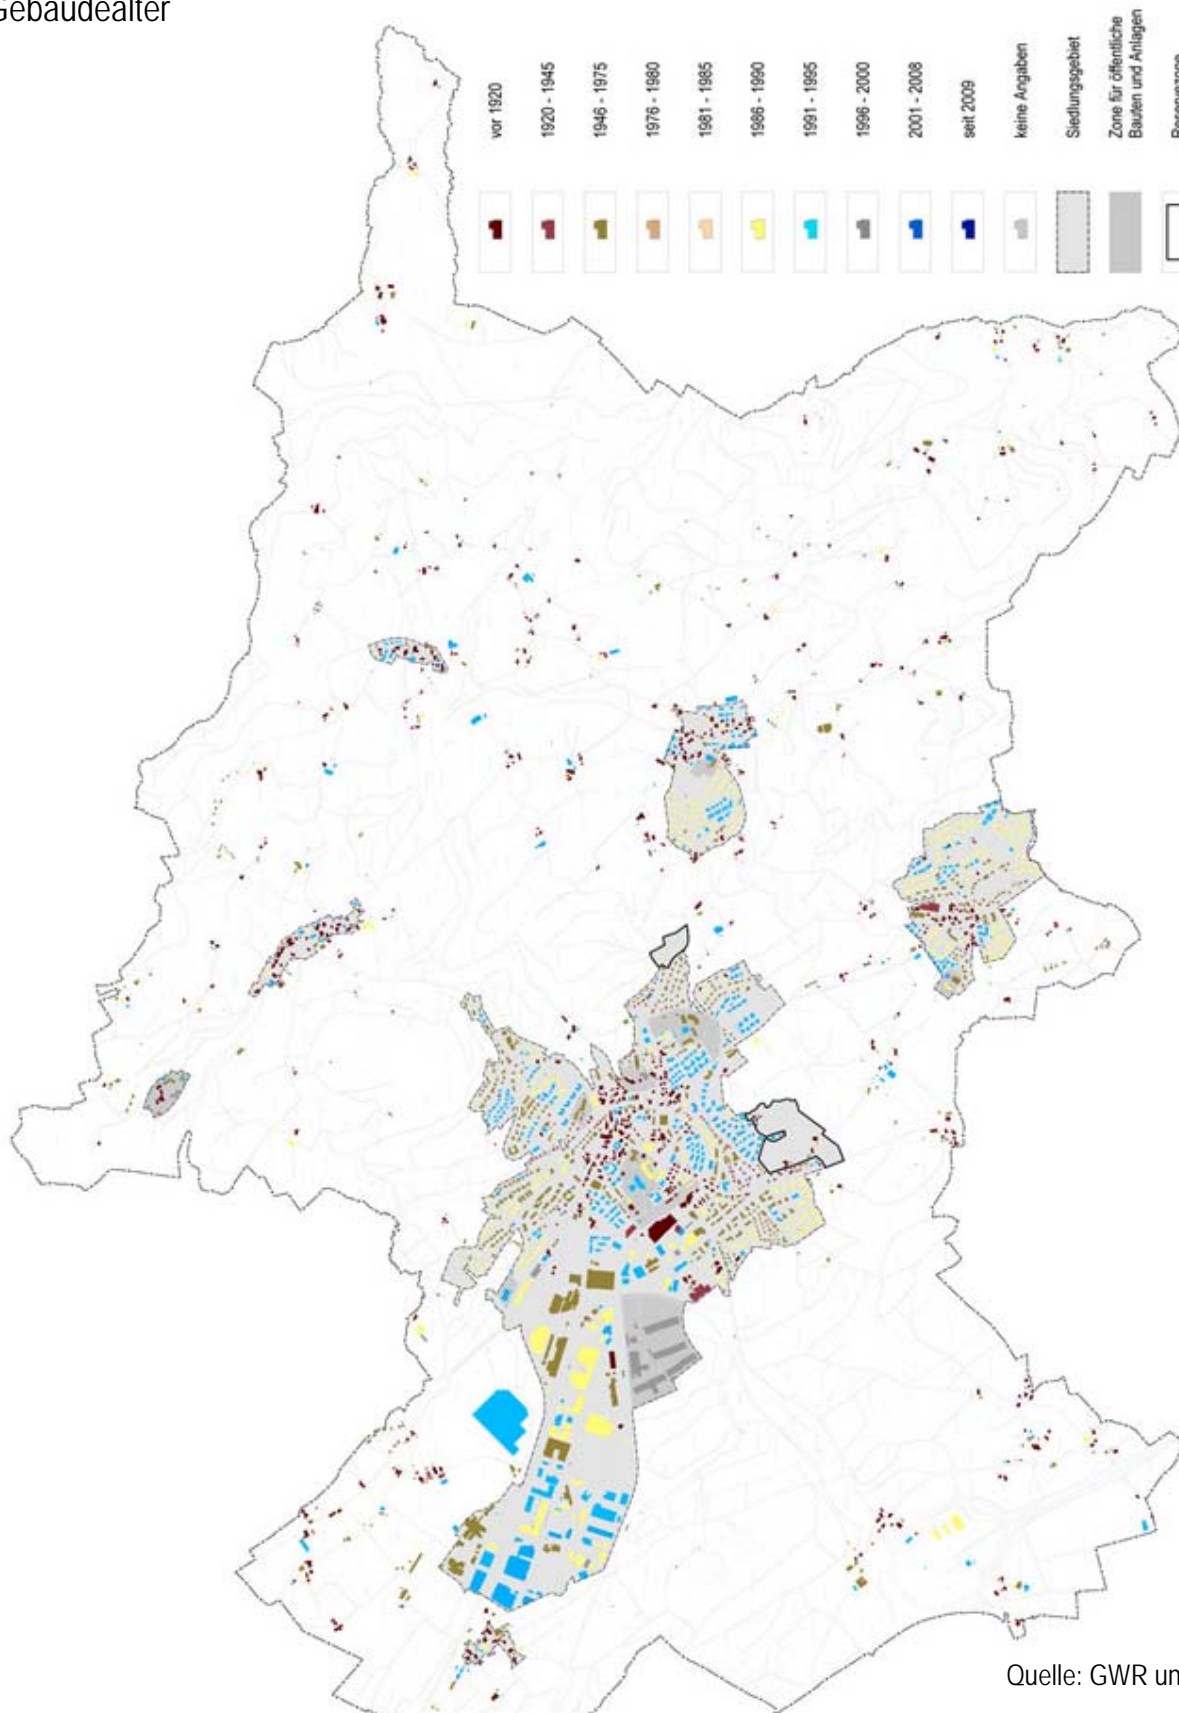 Gebäudealter
vor 1920
1920 - 1945
1946 - 1975
1976 - 1980
1981 - 1985
1986 - 1990
1991 - 1995
1996 - 2000
2001 - 2008
seit 2009
keine Angaben
Siedlungsgebiet
Zone für öffentliche
Bauten und Anlagen
Reservezone
Quelle: GWR un